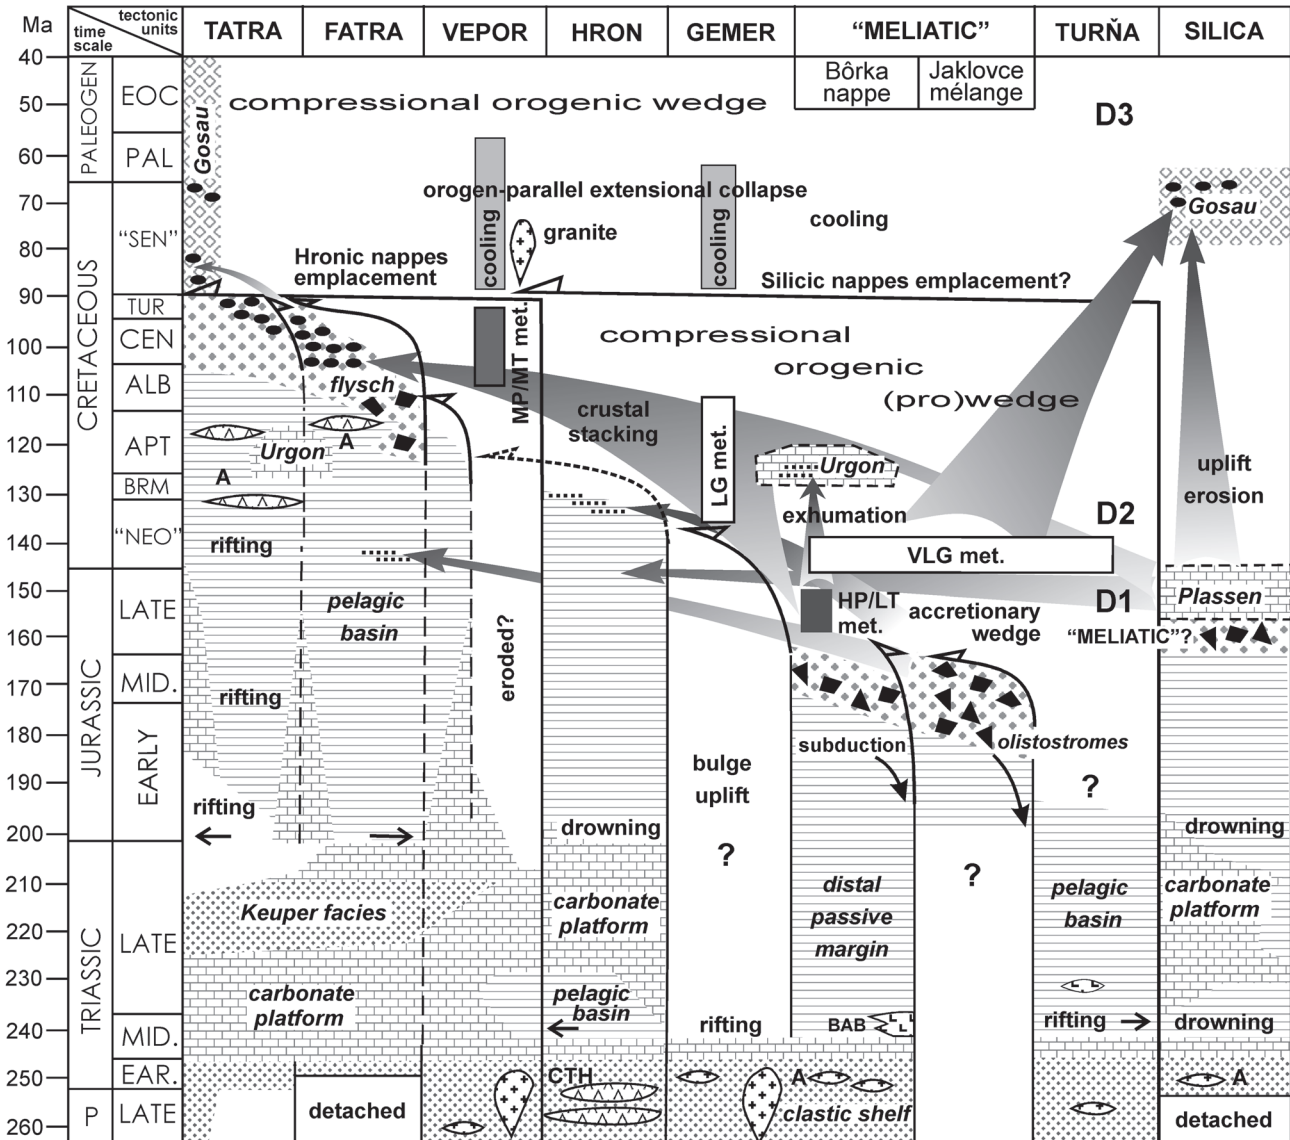 Ma
time scale
tectonic units
TATRA
FATRA
VEPOR
HRON
GEMER
“MELIATIC”
TURŇA
SILICA
Bôrka nappe
Jaklovce mélange
40
50
60
70
80
90
100
110
120
130
140
150
160
170
180
190
200
210
220
230
240
250
260
PALEOGEN
CRETACEOUS
JURASSIC
TRIASSIC
P
EOC
PAL
“SEN”
TUR
CEN
ALB
APT
BRM
“NEO”
LATE
MID.
EARLY
LATE
MID.
EAR.
LATE
Gosau
compressional orogenic wedge
D3
orogen-parallel extensional collapse
cooling
cooling
cooling
granite
Gosau
Hronic nappes
emplacement
Silicic nappes emplacement?
MP/MT met.
compressional
orogenic
(pro)wedge
flysch
crustal
stacking
LG met.
A
Urgon
A
Urgon
uplift
erosion
exhumation
D2
rifting
VLG met.
pelagic
basin
HP/LT
met.
accretionary
wedge
D1
Plassen
“MELIATIC”?
eroded?
rifting
subduction
olistostromes
bulge
uplift
?
?
rifting
drowning
drowning
?
Keuper facies
carbonate
platform
distal
passive
margin
pelagic
basin
carbonate
platform
carbonate
platform
pelagic
basin
rifting
BAB
rifting
drowning
CTH
A
A
detached
clastic shelf
detached